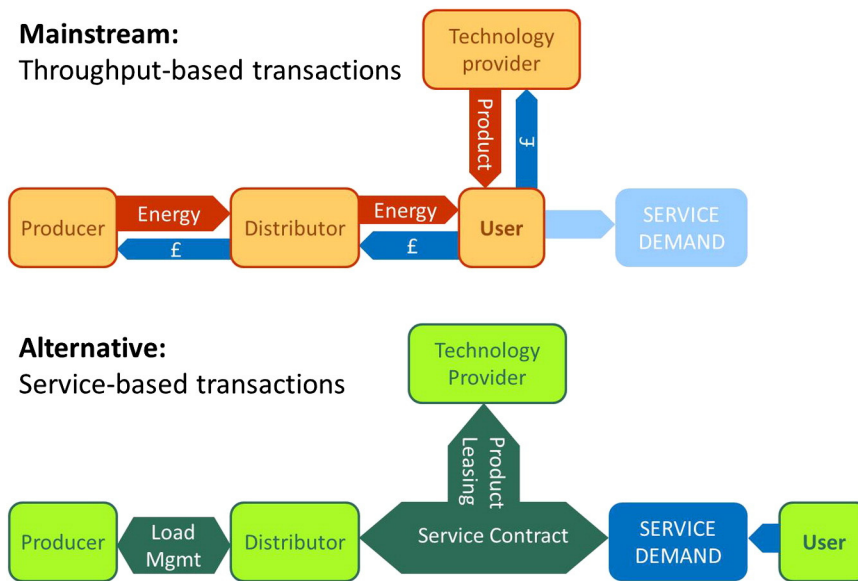 Mainstream:
Throughput-based transactions
Technology
provider
Product
£
Producer
Energy
£
Distributor
Energy
£
User
SERVICE
DEMAND
Alternative:
Service-based transactions
Technology
Provider
Product
Leasing
Producer
Load
Mgmt
Distributor
Service Contract
SERVICE
DEMAND
User